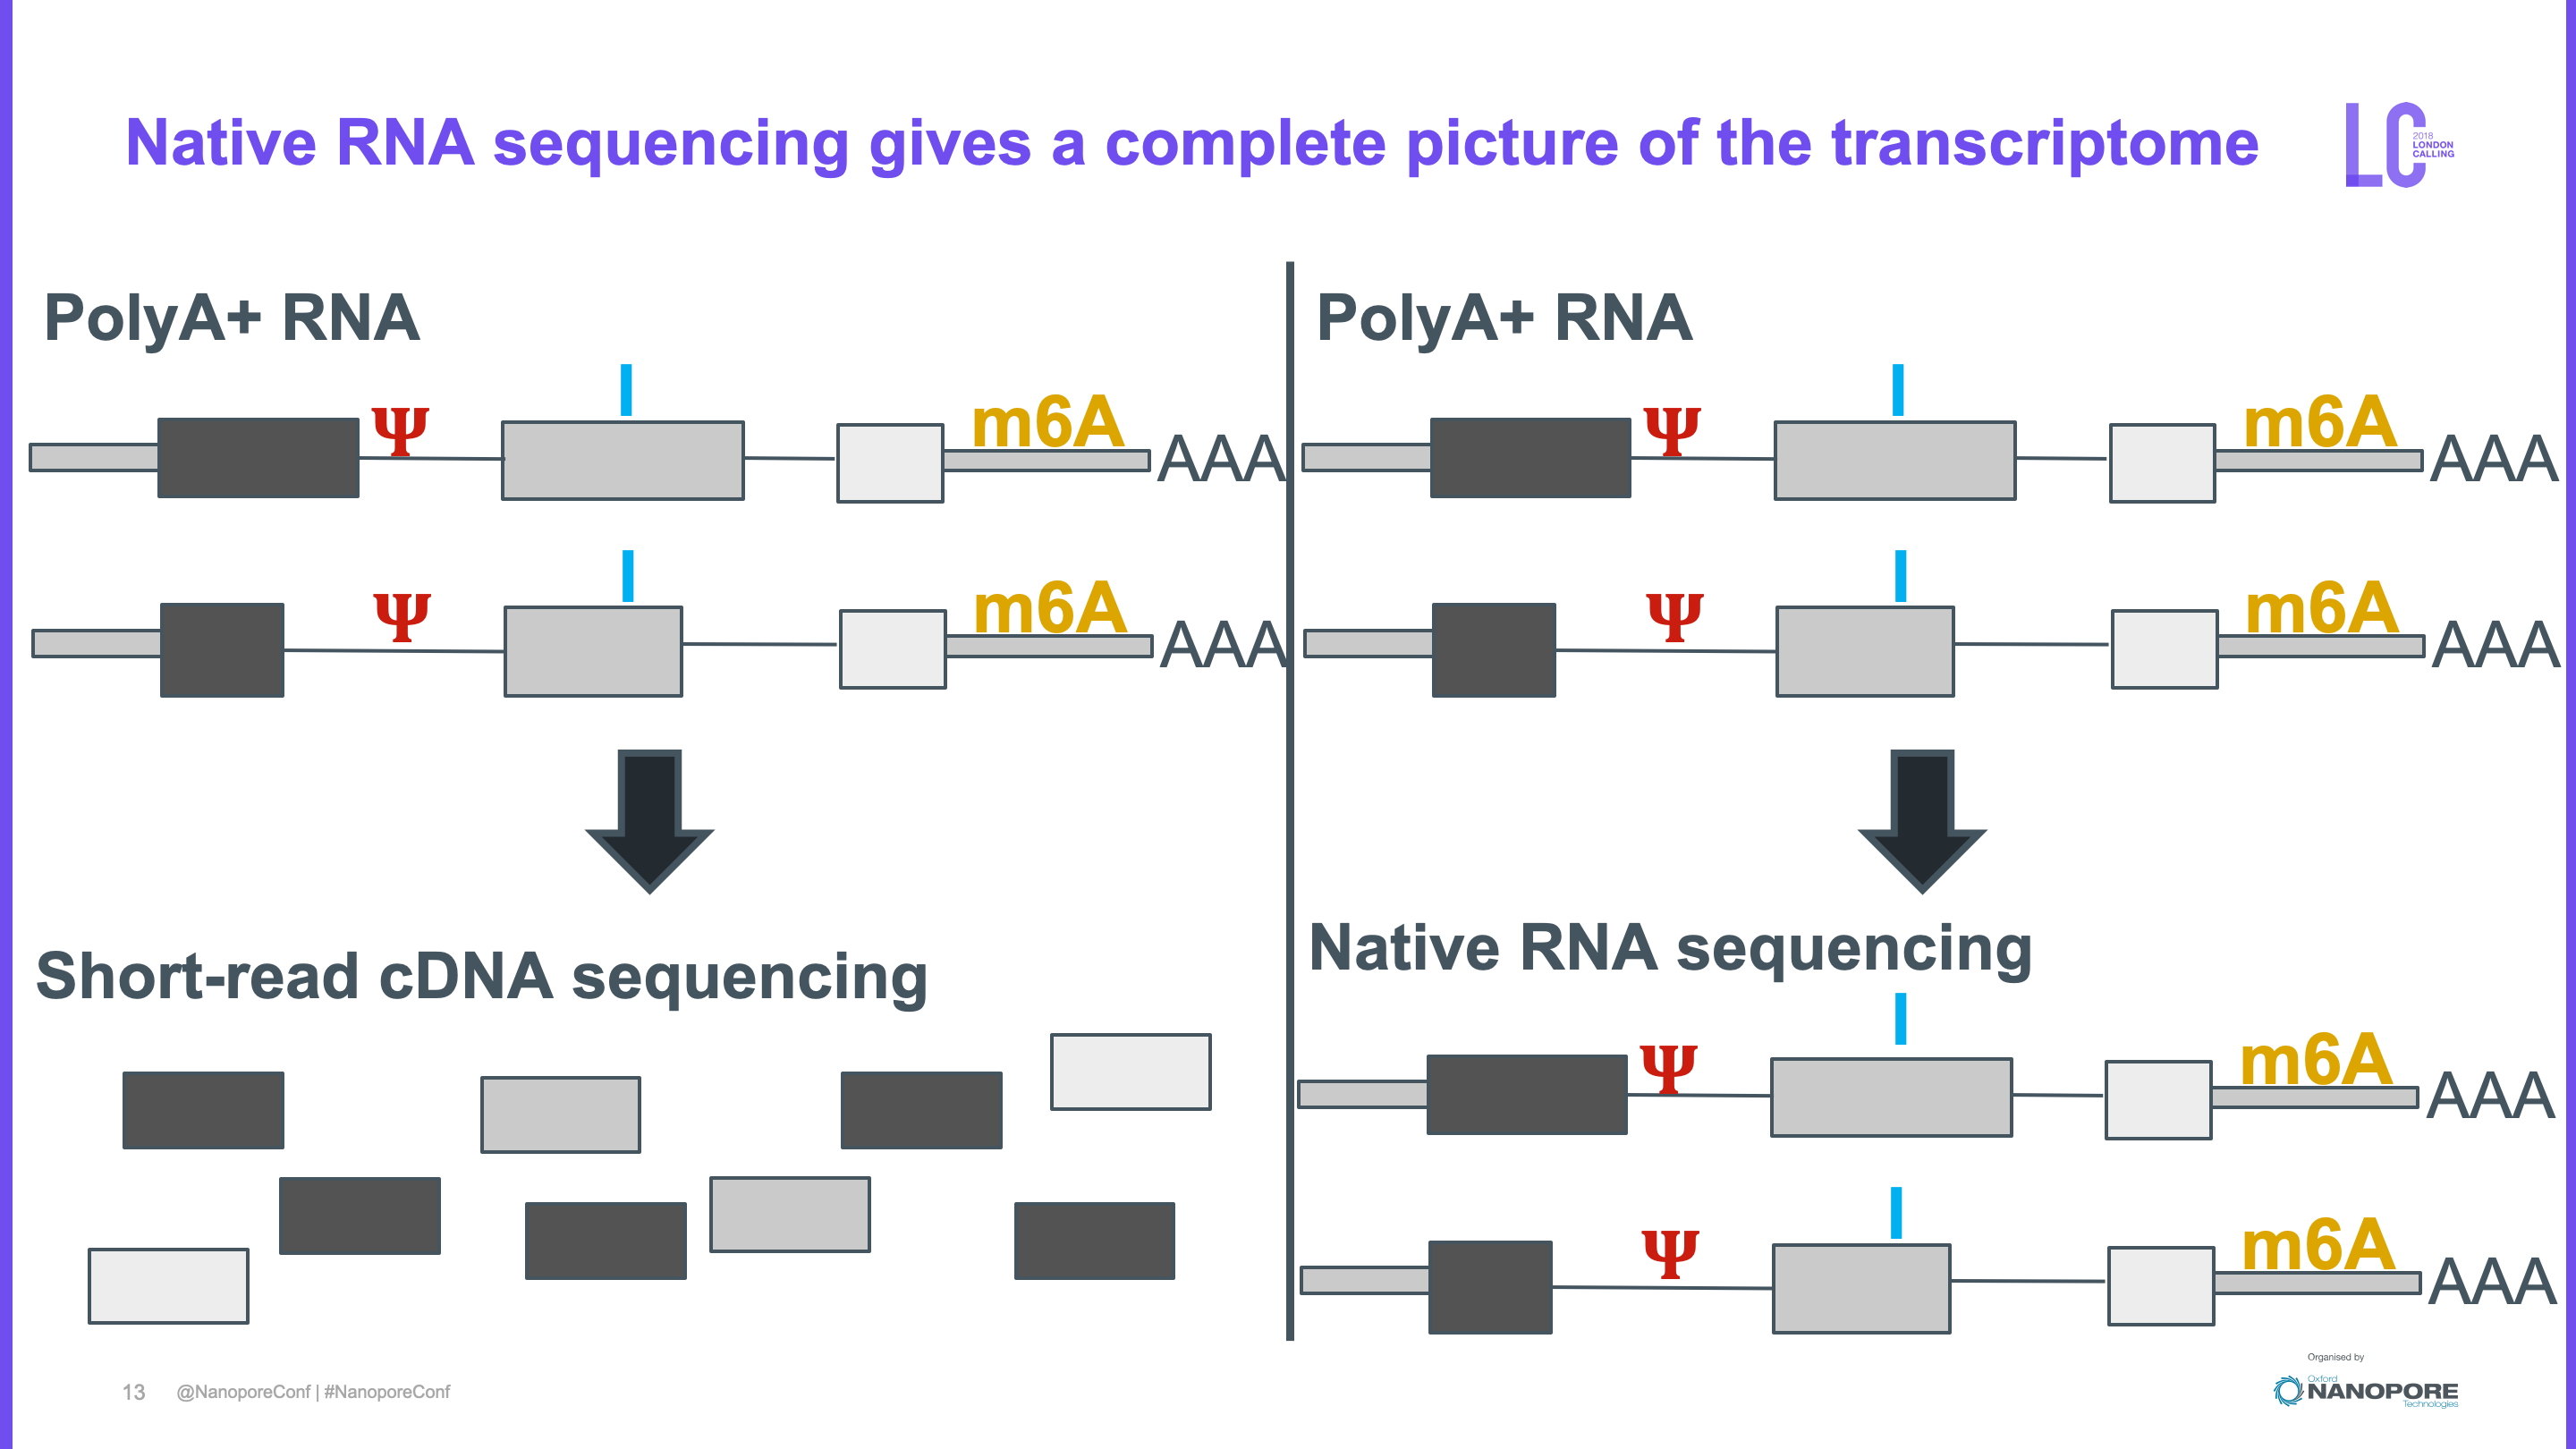 Native RNA sequencing gives a complete picture of the transcriptome
LC
2018
LONDON
CALLING
PolyA+ RNA
Ψ
I
m6A
AAA
Ψ
I
m6A
AAA
Short-read cDNA sequencing
PolyA+ RNA
Ψ
I
m6A
AAA
Ψ
I
m6A
AAA
Native RNA sequencing
Ψ
I
m6A
AAA
Ψ
I
m6A
AAA
13 @NanoporeConf | #NanoporeConf
Organised by
Oxford
NANOPORE
Technologies